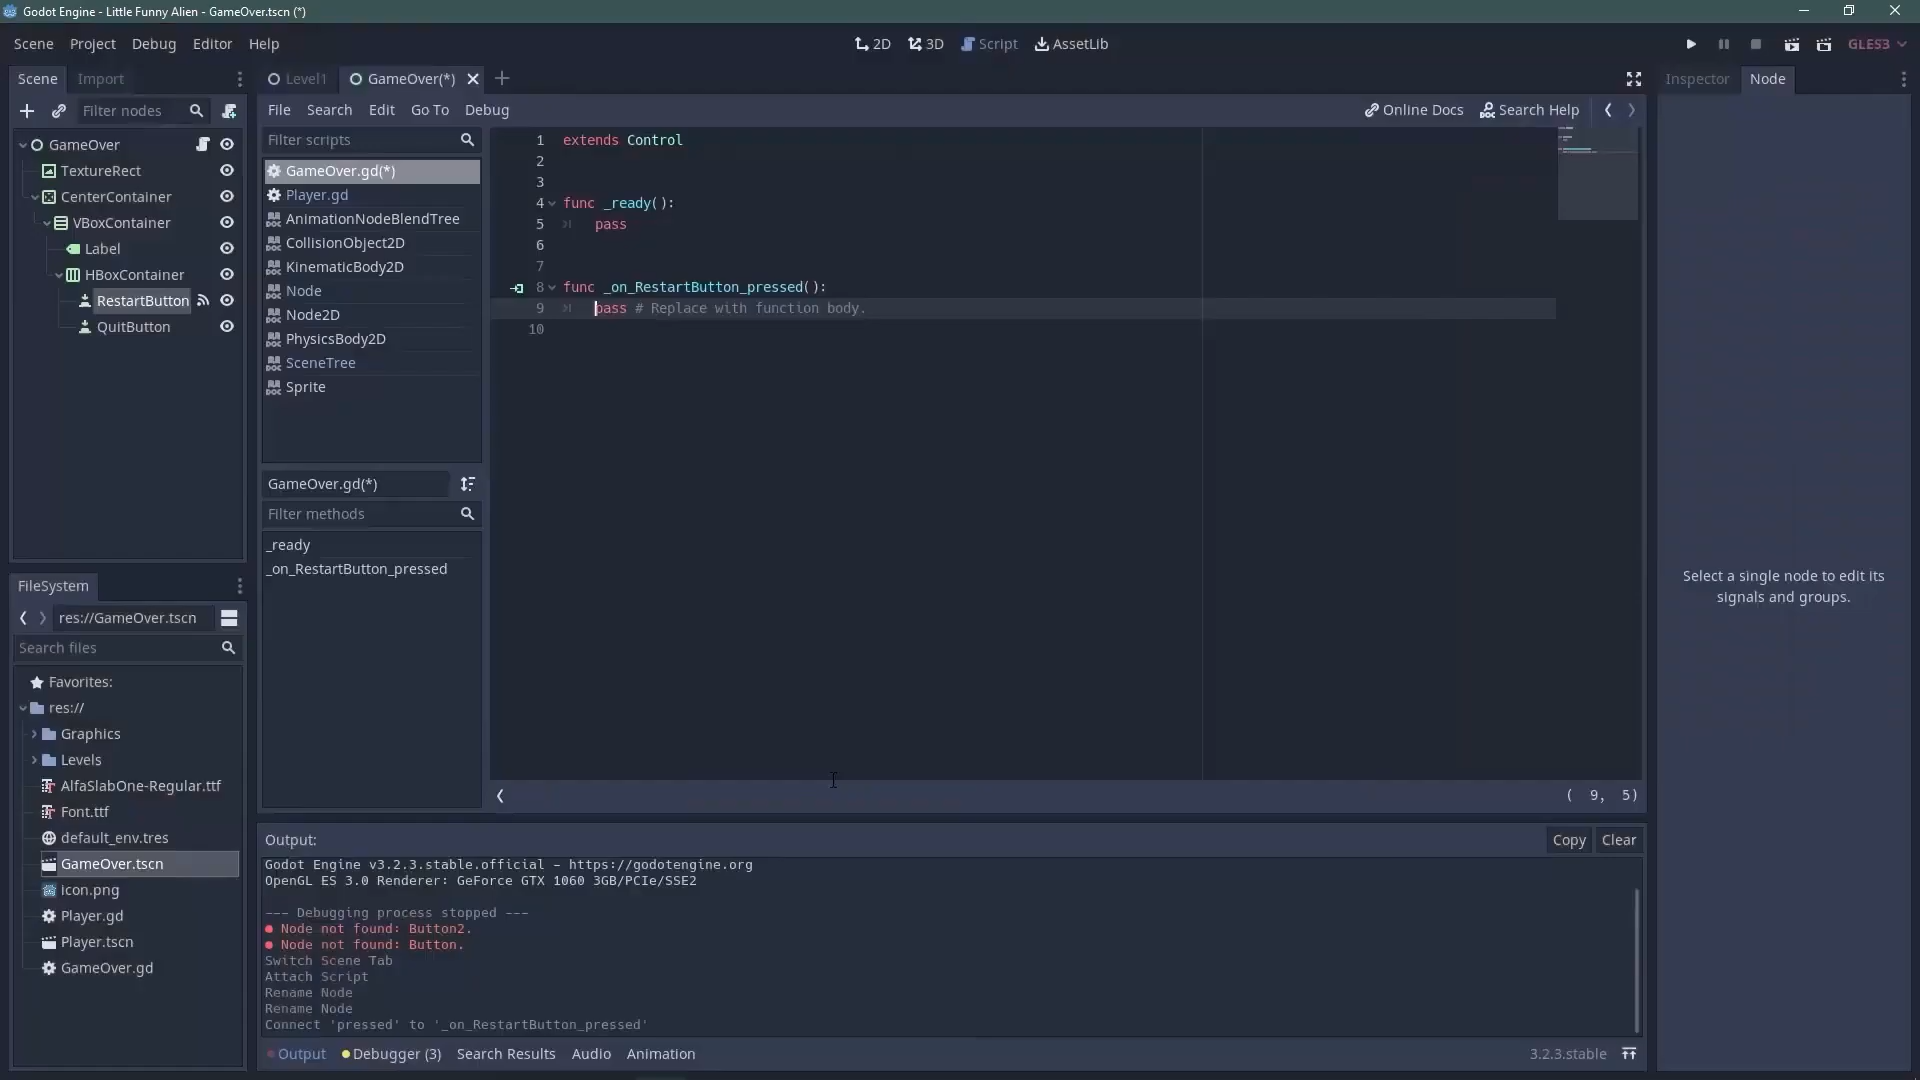 Godot Engine - Little Funny Alien - GameOver.tscn (*)
Scene Project Debug Editor Help
2D 3D Script AssetLib
GLES3
Scene Import
Filter nodes
GameOver
TextureRect
CenterContainer
VBoxContainer
Label
HBoxContainer
RestartButton
QuitButton
FileSystem
res://GameOver.tscn
Search files
Favorites:
res://
Graphics
Levels
AlfaSlabOne-Regular.ttf
Font.ttf
default_env.tres
GameOver.tscn
icon.png
Player.gd
Player.tscn
GameOver.gd
Level1 GameOver(*)
File Search Edit Go To Debug
Online Docs Search Help
Filter scripts
GameOver.gd(*)
Player.gd
AnimationNodeBlendTree
CollisionObject2D
KinematicBody2D
Node
Node2D
PhysicsBody2D
SceneTree
Sprite
GameOver.gd(*)
Filter methods
_ready
_on_RestartButton_pressed
1 extends Control
2
3
4 func _ready():
5 pass
6
7
8 func _on_RestartButton_pressed():
9 pass # Replace with function body.
10
( 9, 5)
Output: Copy Clear
Godot Engine v3.2.3.stable.official - https://godotengine.org
OpenGL ES 3.0 Renderer: GeForce GTX 1060 3GB/PCIe/SSE2
--- Debugging process stopped ---
Node not found: Button2.
Node not found: Button.
Switch Scene Tab
Attach Script
Rename Node
Rename Node
Connect 'pressed' to '_on_RestartButton_pressed'
Output Debugger (3) Search Results Audio Animation
3.2.3.stable
Inspector Node
Select a single node to edit its
signals and groups.